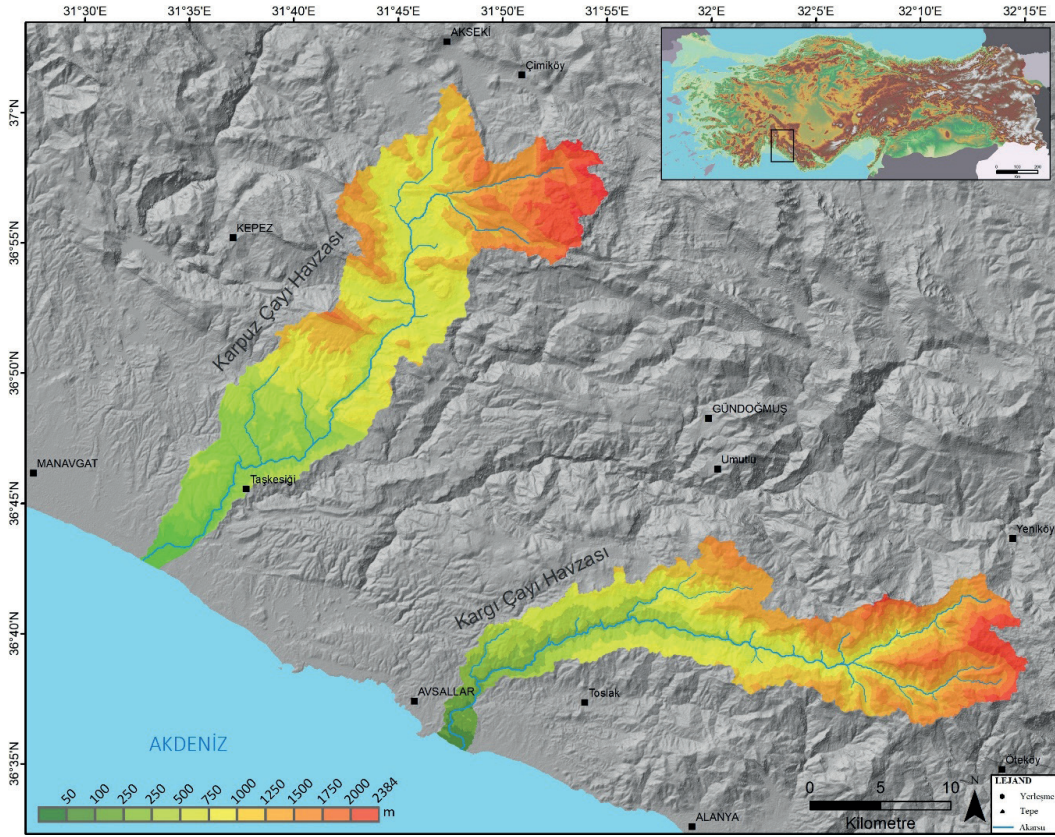 31°30'E 31°35'E 31°40'E 31°45'E 31°50'E 31°55'E 32°E 32°5'E 32°10'E 32°15'E
AKSEKİ
Çimiköy
37°N
KEPEZ
36°55'N
Karpuz Çayı Havzası
36°50'N
GÜNDOĞMUŞ
MANAVGAT
Umutlu
Taşkesiği
36°45'N
Yeniköy
Kargı Çayı Havzası
36°40'N
AVSALLAR
Toslak
AKDENİZ
36°35'N
Öteköy
50 100 250 250 500 750 1000 1250 1500 1750 2000 2384
m
0 5 10
Kilometre
N
ALANYA
LEJAND
Yerleşme
Tepe
Akarsu